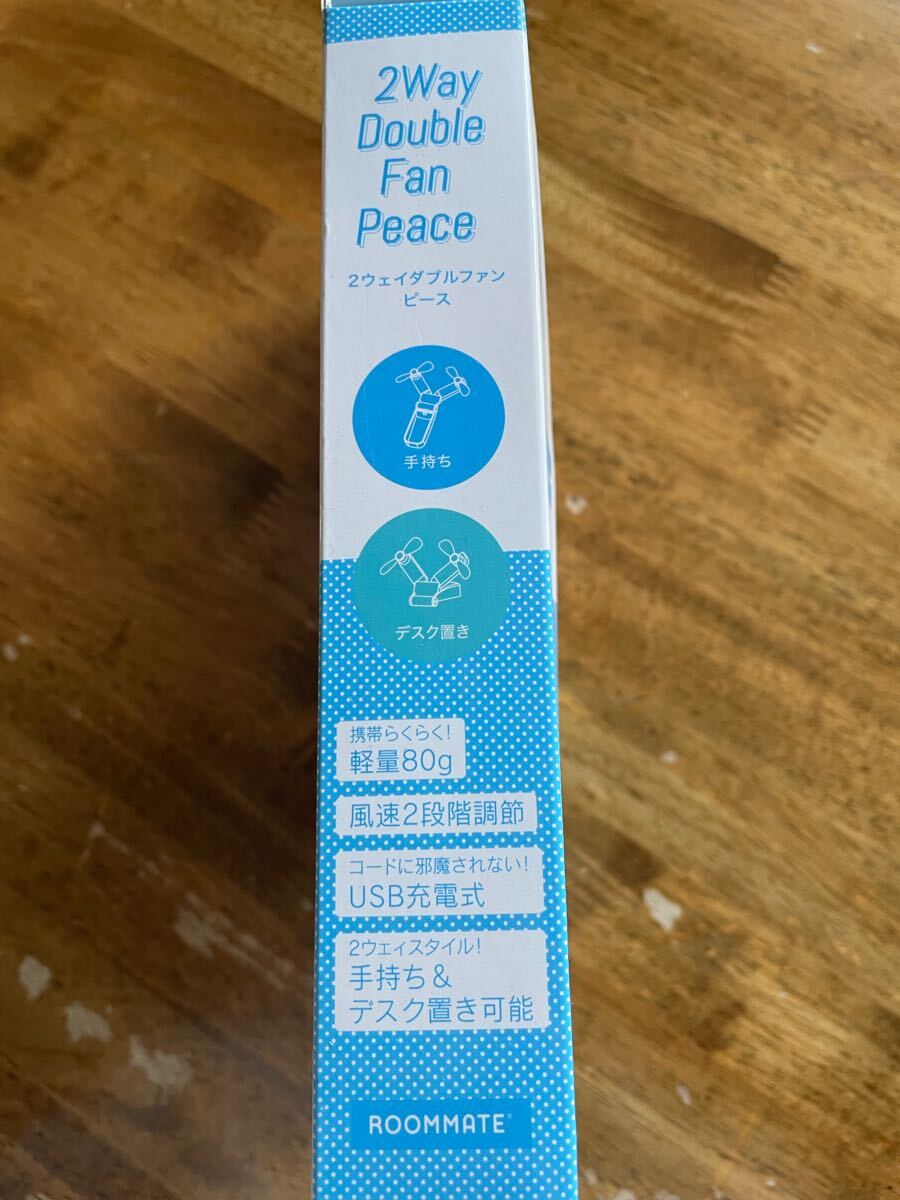 2Way
Double
Fan
Peace
2ウェイダブルファン
ピース
手持ち
デスク置き
携帯らくらく!
軽量80g
風速2段階調節
コードに邪魔されない!
USB充電式
2ウェイスタイル!
手持ち&
デスク置き可能
ROOMMATE®